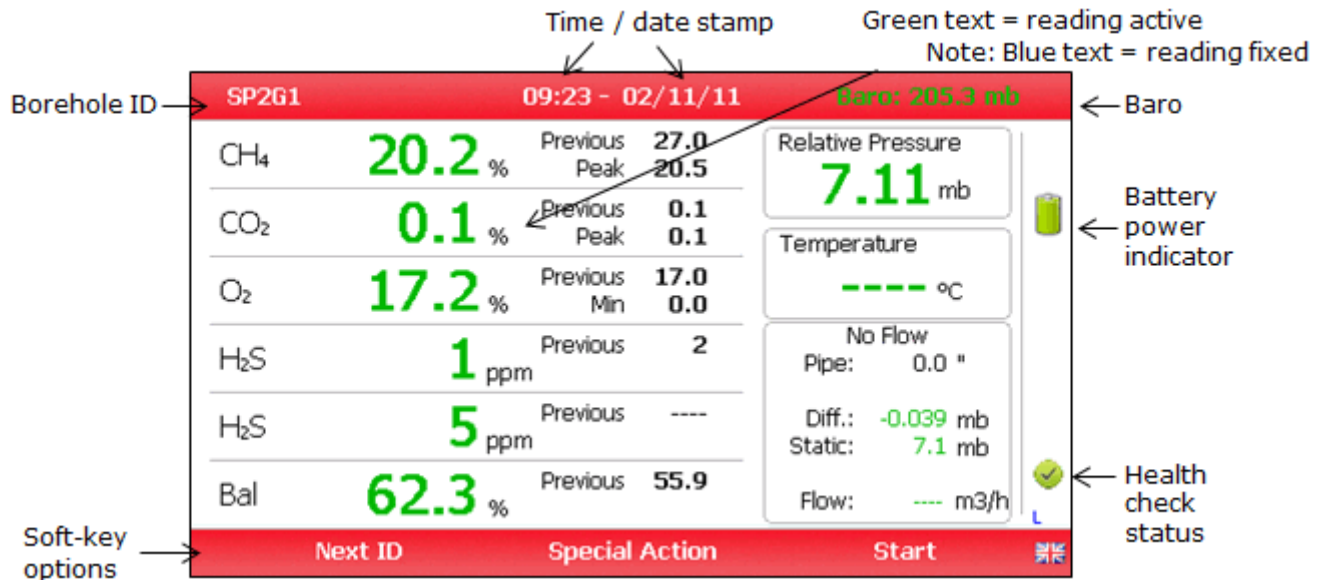 Time / date stamp
Green text = reading active
Note: Blue text = reading fixed
Borehole ID
SP2G1 09:23 - 02/11/11 Baro: 205.3 mb
Baro
CH₄ 20.2 % Previous 27.0
Peak 20.5
CO₂ 0.1 % Previous 0.1
Peak 0.1
O₂ 17.2 % Previous 17.0
Min 0.0
H₂S 1 ppm Previous 2
H₂S 5 ppm Previous ----
Bal 62.3 % Previous 55.9
Relative Pressure
7.11 mb
Temperature
---- ºC
No Flow
Pipe: 0.0 "
Diff.: -0.039 mb
Static: 7.1 mb
Flow: ---- m3/h
Battery
power
indicator
Health
check
status
L
Soft-key
options
Next ID Special Action Start